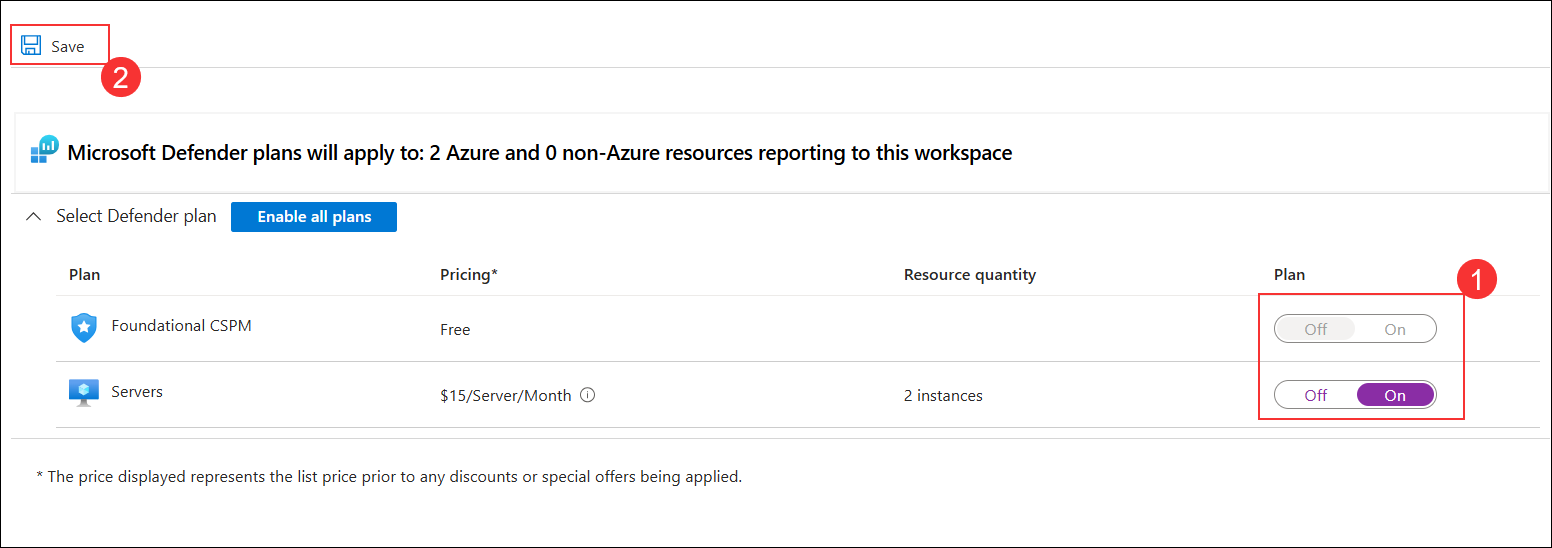 Save
2
Microsoft Defender plans will apply to: 2 Azure and 0 non-Azure resources reporting to this workspace
Select Defender plan Enable all plans
Plan Pricing* Resource quantity Plan
1
Foundational CSPM Free Off On
Servers $15/Server/Month 2 instances Off On
* The price displayed represents the list price prior to any discounts or special offers being applied.